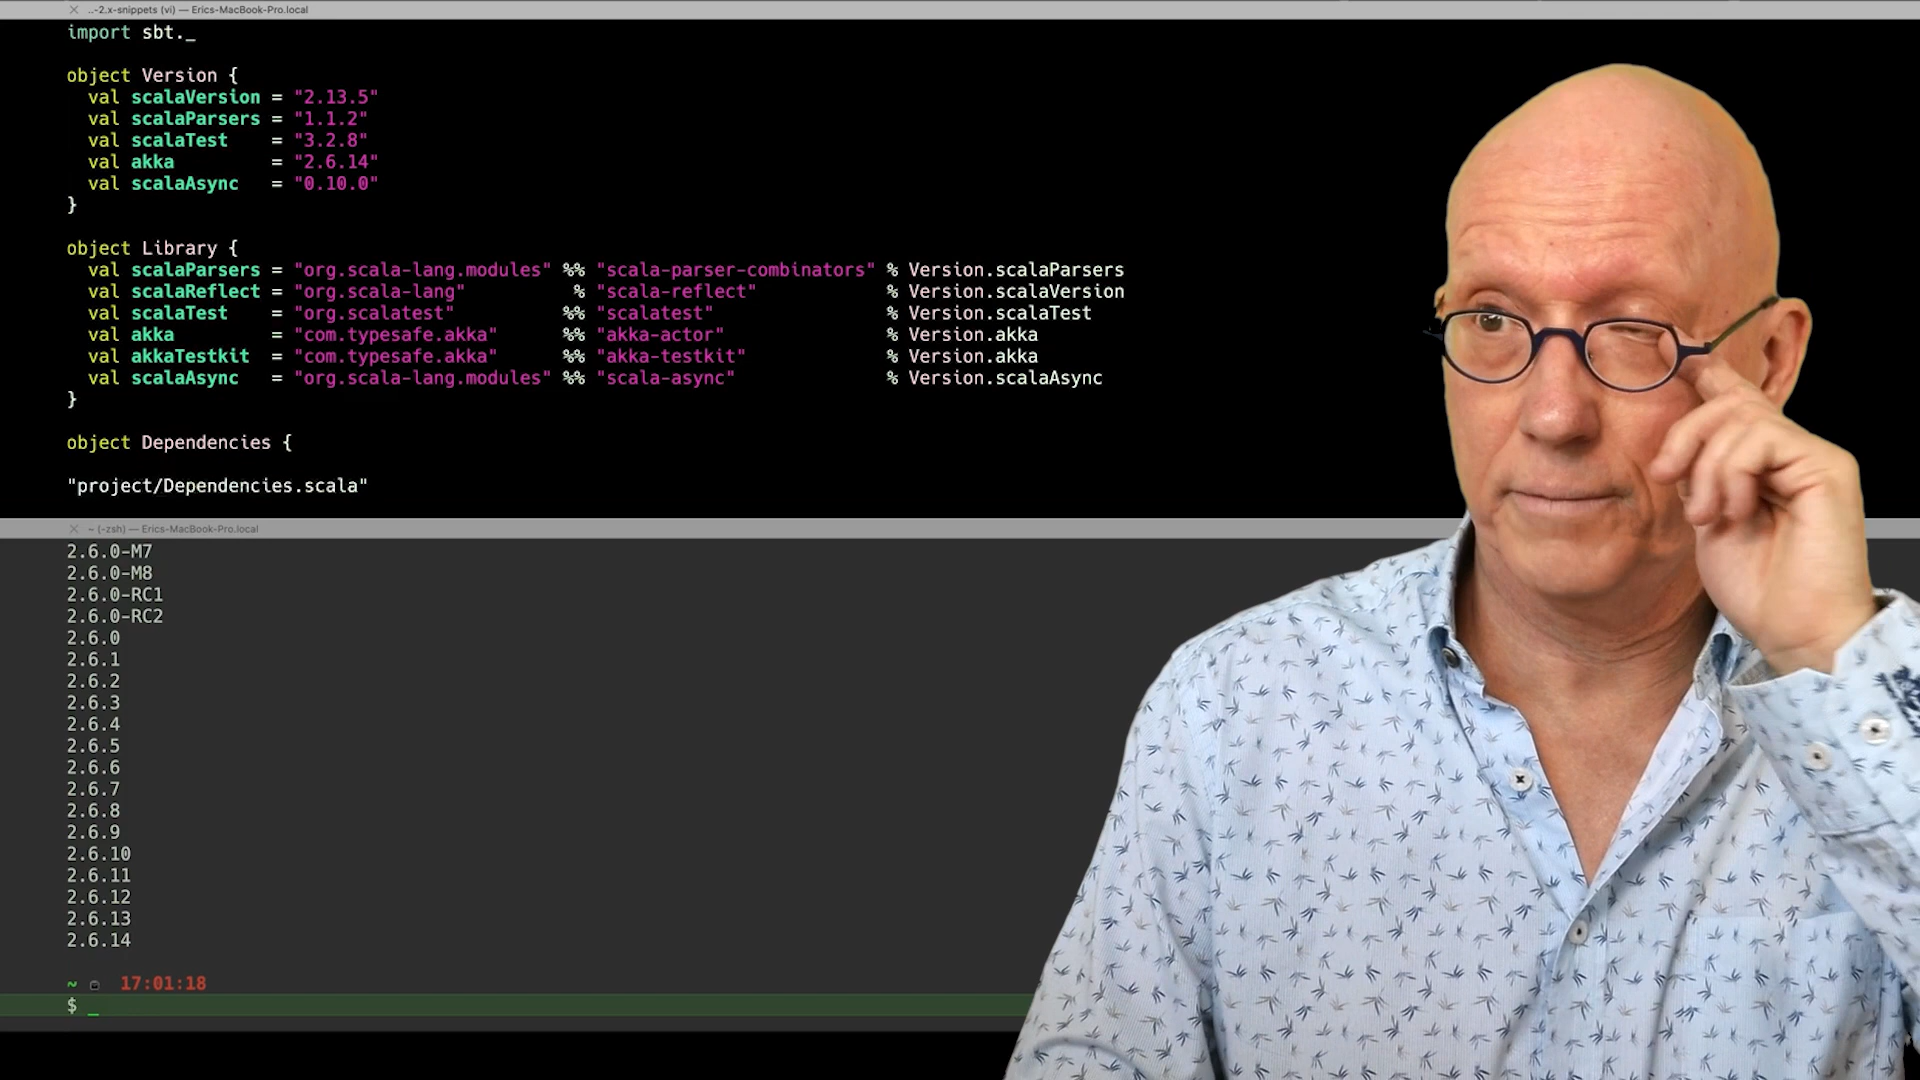 ..-2.x-snippets (vi) — Erics-MacBook-Pro.local
import sbt._
object Version {
val scalaVersion = "2.13.5"
val scalaParsers = "1.1.2"
val scalaTest = "3.2.8"
val akka = "2.6.14"
val scalaAsync = "0.10.0"
}
object Library {
val scalaParsers = "org.scala-lang.modules" %% "scala-parser-combinators" % Version.scalaParsers
val scalaReflect = "org.scala-lang" % "scala-reflect" % Version.scalaVersion
val scalaTest = "org.scalatest" %% "scalatest" % Version.scalaTest
val akka = "com.typesafe.akka" %% "akka-actor" % Version.akka
val akkaTestkit = "com.typesafe.akka" %% "akka-testkit" % Version.akka
val scalaAsync = "org.scala-lang.modules" %% "scala-async" % Version.scalaAsync
}
object Dependencies {
"project/Dependencies.scala"
~ (-zsh) — Erics-MacBook-Pro.local
2.6.0-M7
2.6.0-M8
2.6.0-RC1
2.6.0-RC2
2.6.0
2.6.1
2.6.2
2.6.3
2.6.4
2.6.5
2.6.6
2.6.7
2.6.8
2.6.9
2.6.10
2.6.11
2.6.12
2.6.13
2.6.14
~ 17:01:18
$ _